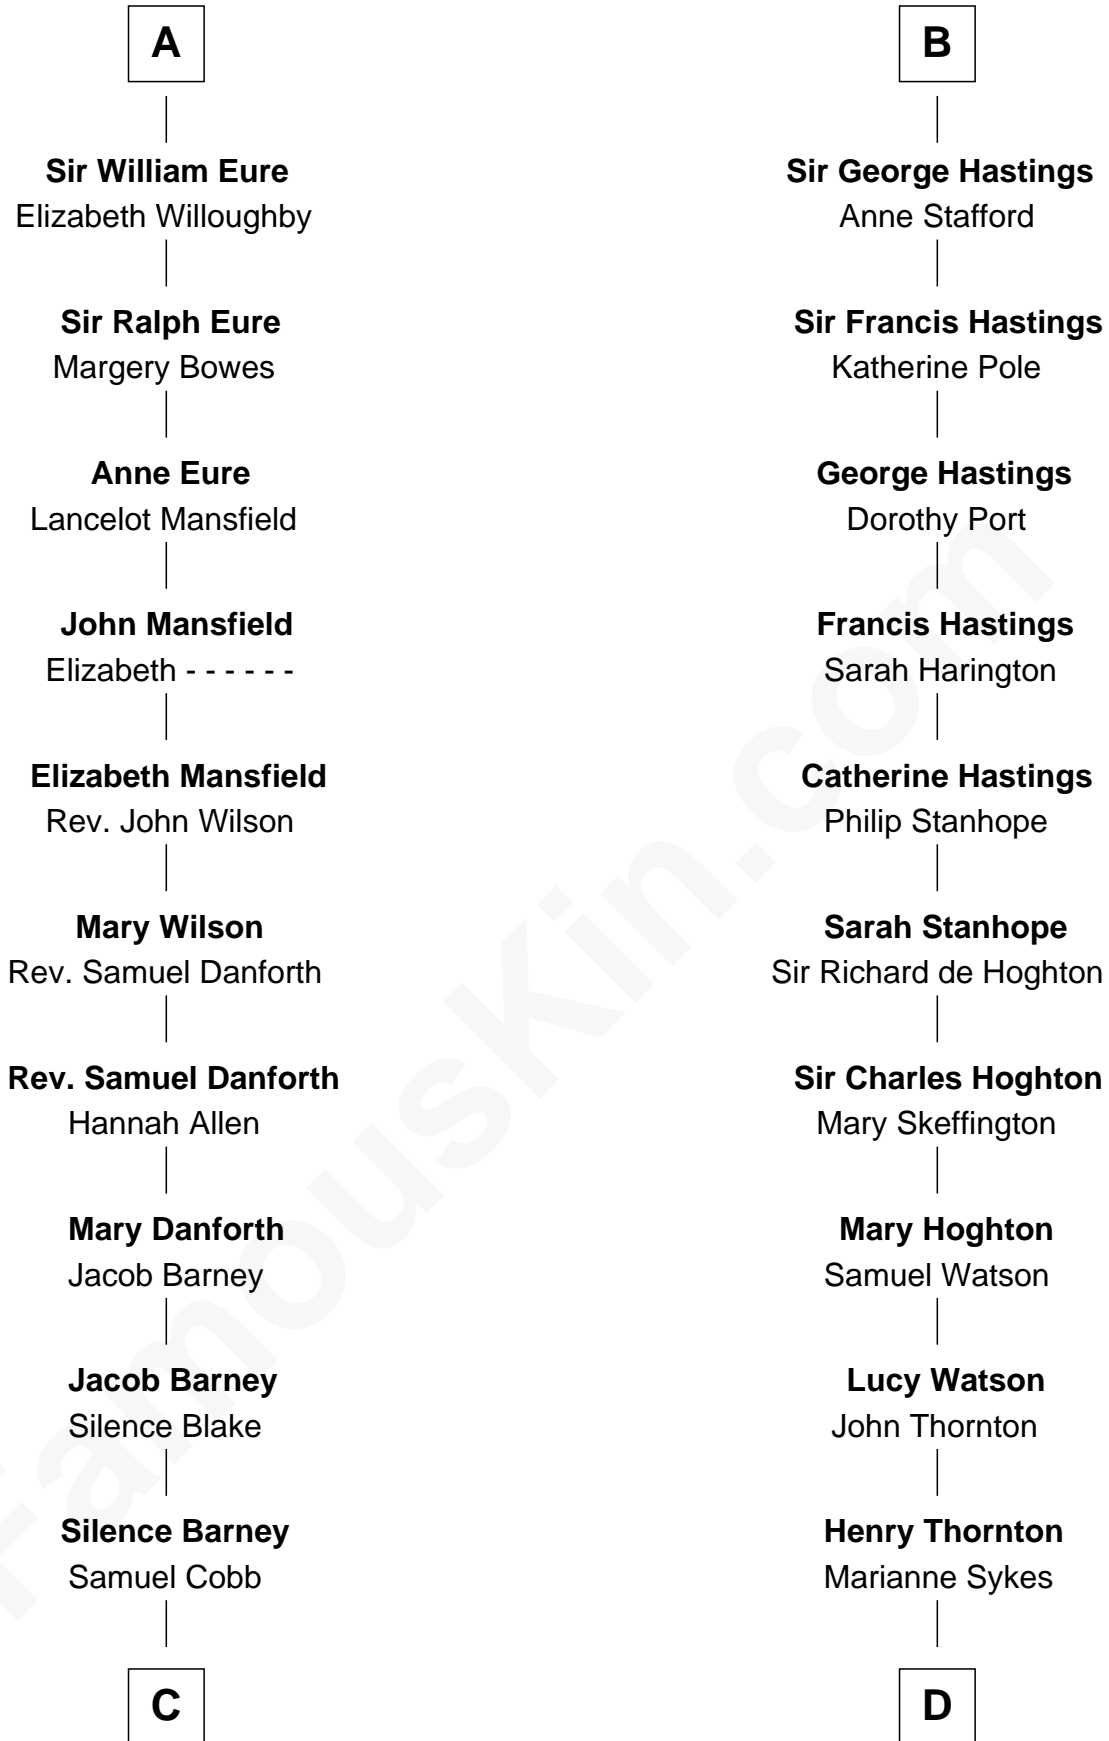 A
Sir William Eure
Elizabeth Willoughby
Sir Ralph Eure
Margery Bowes
Anne Eure
Lancelot Mansfield
John Mansfield
Elizabeth - - - - - -
Elizabeth Mansfield
Rev. John Wilson
Mary Wilson
Rev. Samuel Danforth
Rev. Samuel Danforth
Hannah Allen
Mary Danforth
Jacob Barney
Jacob Barney
Silence Blake
Silence Barney
Samuel Cobb
C
B
Sir George Hastings
Anne Stafford
Sir Francis Hastings
Katherine Pole
George Hastings
Dorothy Port
Francis Hastings
Sarah Harington
Catherine Hastings
Philip Stanhope
Sarah Stanhope
Sir Richard de Hoghton
Sir Charles Hoghton
Mary Skeffington
Mary Hoghton
Samuel Watson
Lucy Watson
John Thornton
Henry Thornton
Marianne Sykes
D
FamousKin.com